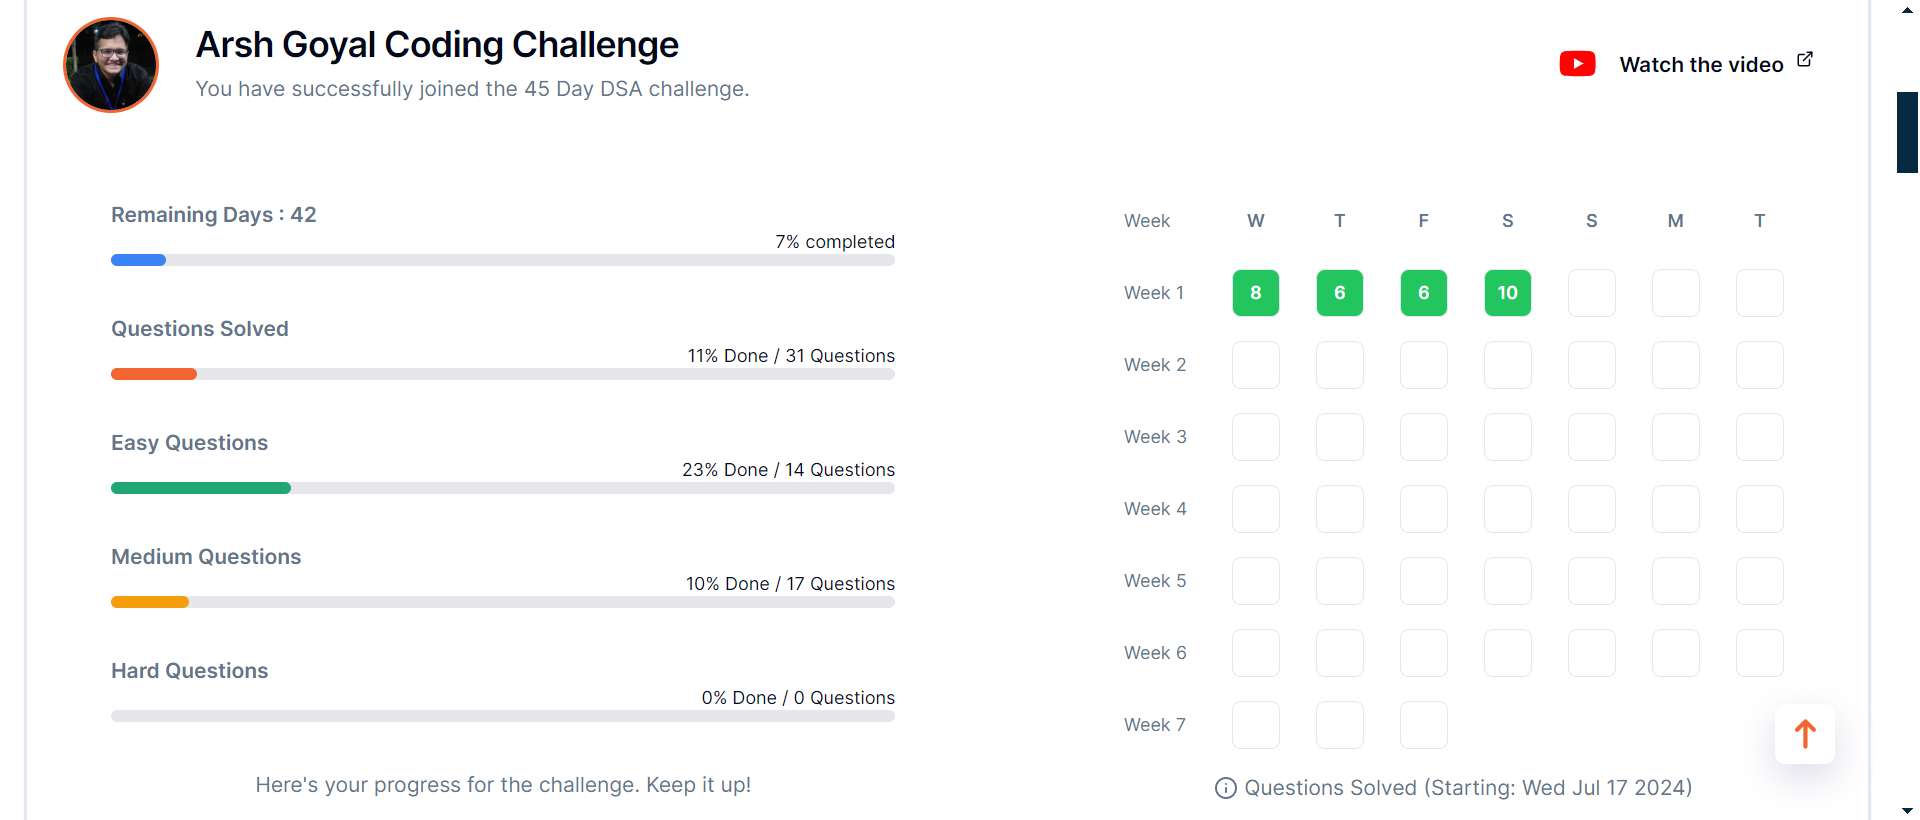 Arsh Goyal Coding Challenge
You have successfully joined the 45 Day DSA challenge.
Watch the video
Remaining Days : 42
7% completed
Questions Solved
11% Done / 31 Questions
Easy Questions
23% Done / 14 Questions
Medium Questions
10% Done / 17 Questions
Hard Questions
0% Done / 0 Questions
Here's your progress for the challenge. Keep it up!
Week W T F S S M T
Week 1 8 6 6 10
Week 2
Week 3
Week 4
Week 5
Week 6
Week 7
Questions Solved (Starting: Wed Jul 17 2024)